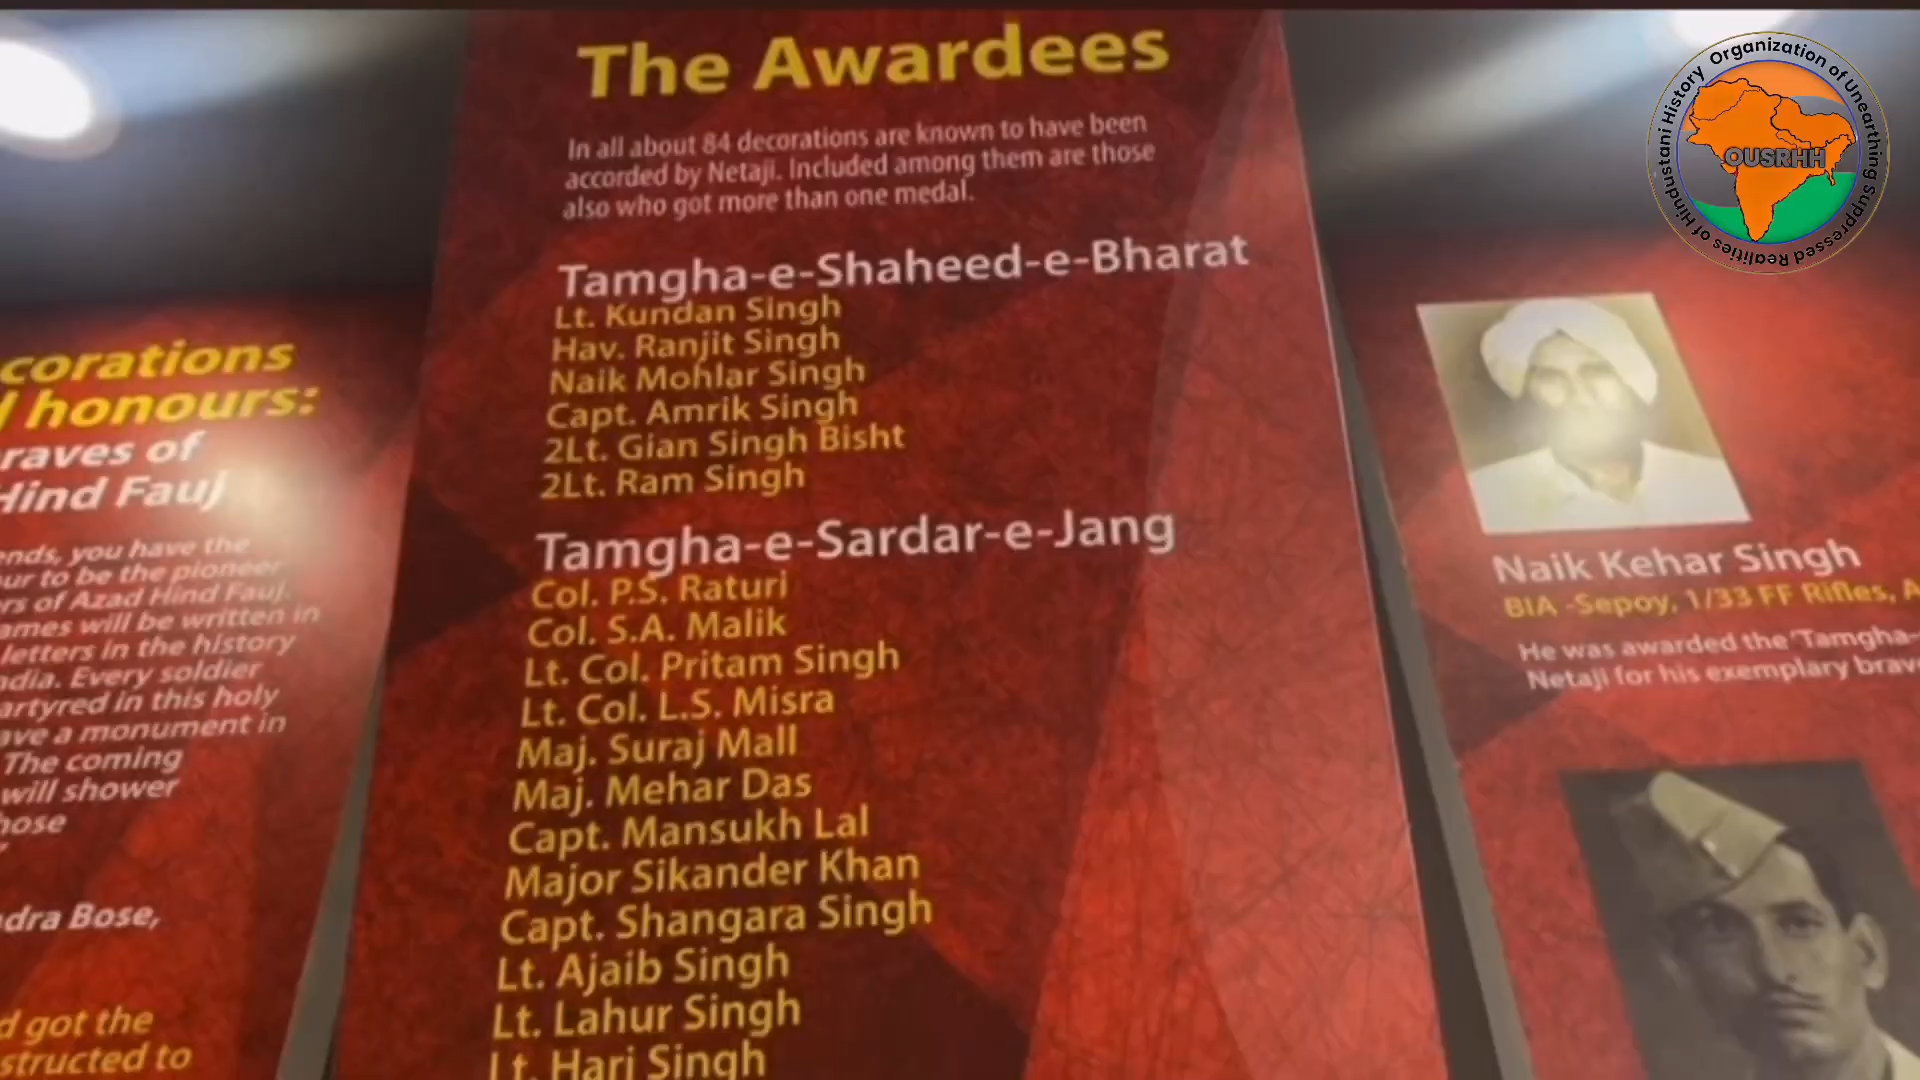 The Awardees
In all about 84 decorations are known to have been
accorded by Netaji. Included among them are those
also who got more than one medal.
Tamgha-e-Shaheed-e-Bharat
Lt. Kundan Singh
Hav. Ranjit Singh
Naik Mohlar Singh
Capt. Amrik Singh
2Lt. Gian Singh Bisht
2Lt. Ram Singh
Tamgha-e-Sardar-e-Jang
Col. P.S. Raturi
Col. S.A. Malik
Lt. Col. Pritam Singh
Lt. Col. L.S. Misra
Maj. Suraj Mall
Maj. Mehar Das
Capt. Mansukh Lal
Major Sikander Khan
Capt. Shangara Singh
Lt. Ajaib Singh
Lt. Lahur Singh
Lt. Hari Singh
corations
honours:
raves of
Hind Fauj
ends, you have the
ur to be the pioneer
rs of Azad Hind Fauj.
ames will be written in
letters in the history
ndia. Every soldier
artyred in this holy
ave a monument in
The coming
will shower
hose
ndra Bose,
d got the
structed to
Naik Kehar Singh
BIA -Sepoy, 1/33 FF Rifles, A
He was awarded the 'Tamgha-
Netaji for his exemplary brave
Organization of Unearthing Suppressed Realities of Hindustani History
OUSRHH